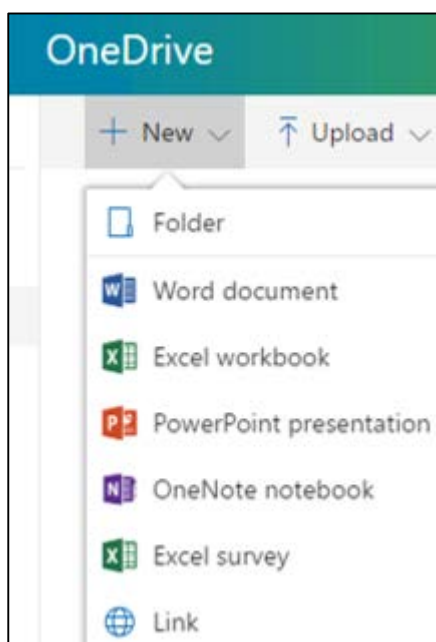 OneDrive
New Upload
Folder
Word document
Excel workbook
PowerPoint presentation
OneNote notebook
Excel survey
Link